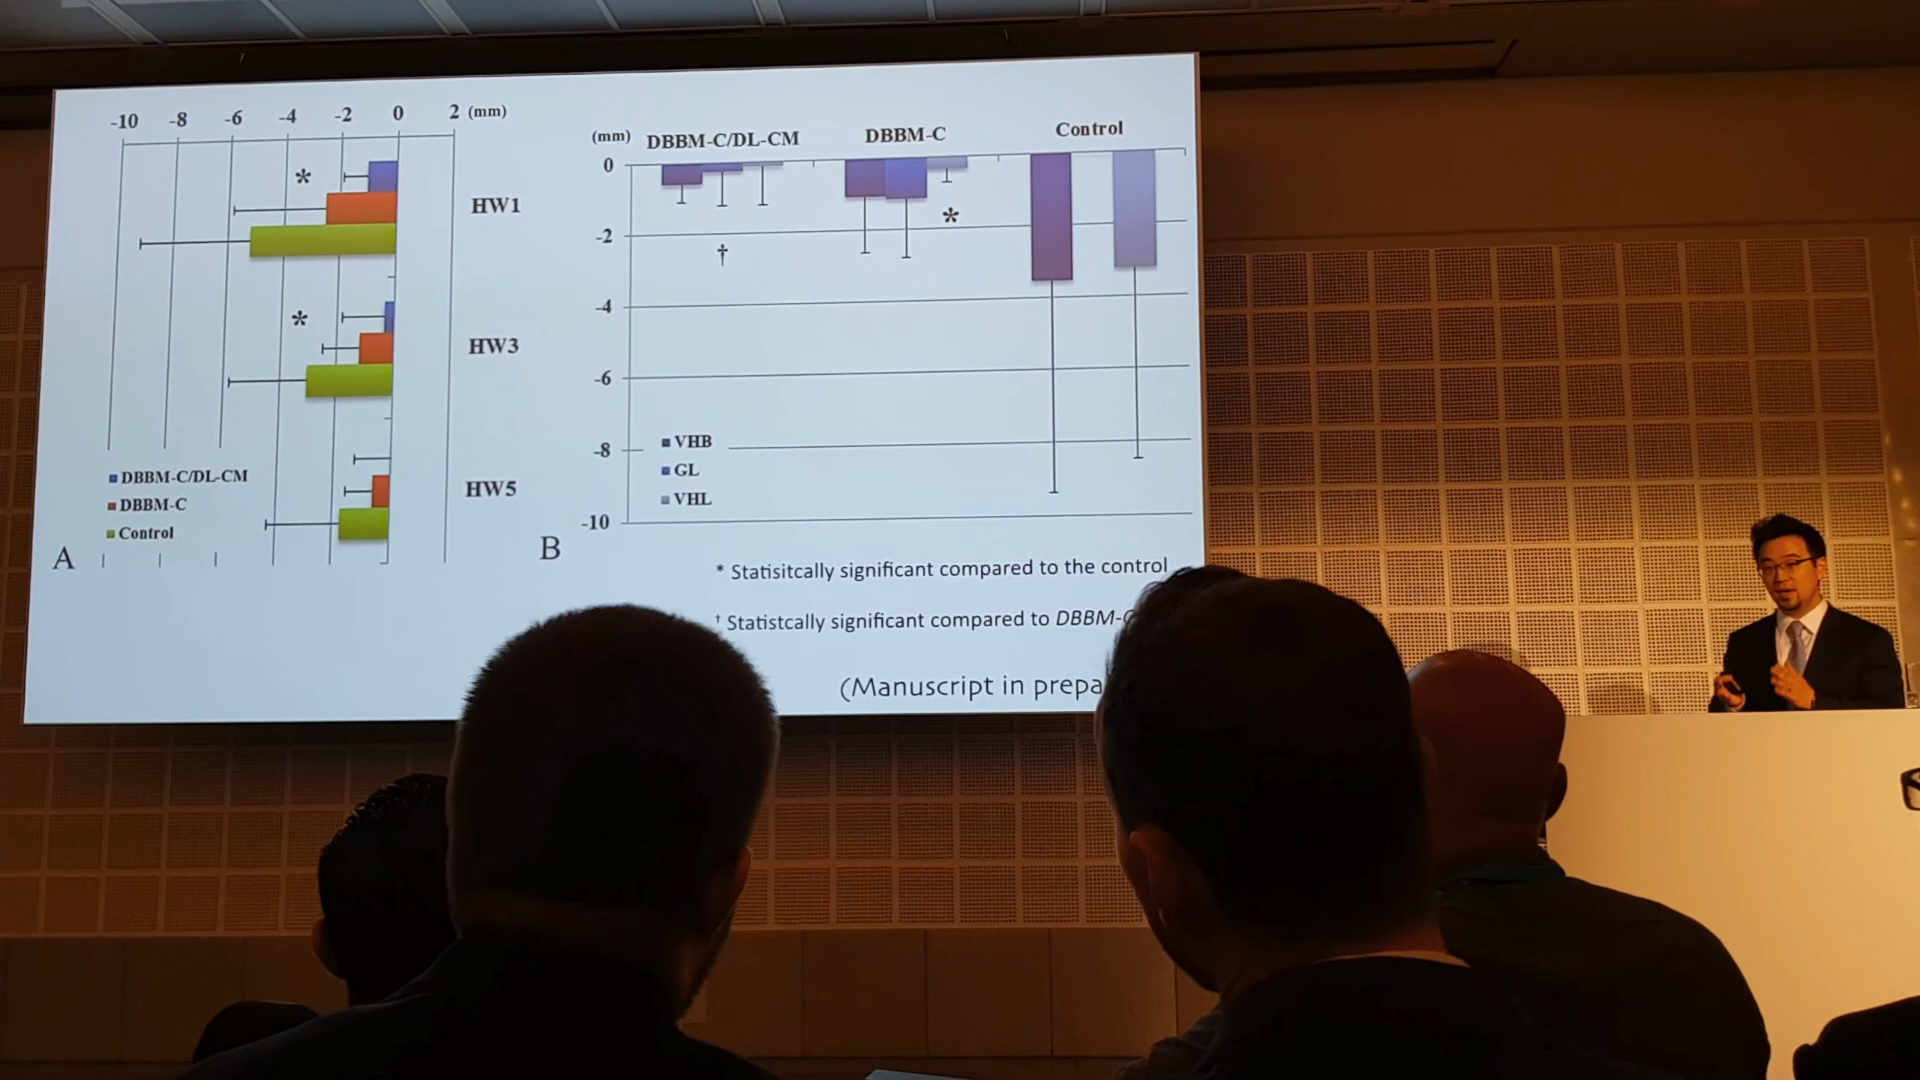 -10 -8 -6 -4 -2 0 2 (mm)
*
HW1
*
HW3
HW5
DBBM-C/DL-CM
DBBM-C
Control
A
(mm) DBBM-C/DL-CM DBBM-C Control
0
-2
-4
-6
-8
-10
*
†
VHB
GL
VHL
B
* Statisitcally significant compared to the control
† Statistcally significant compared to DBBM-
(Manuscript in